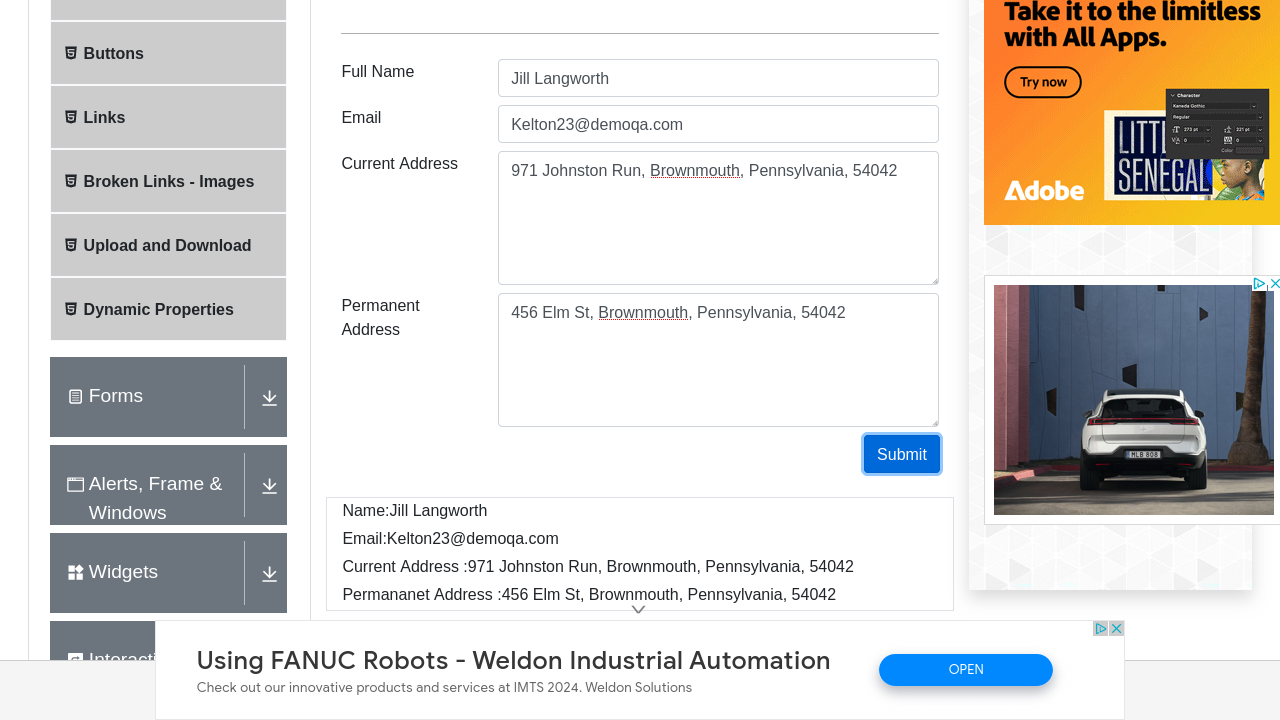 Buttons
Links
Broken Links - Images
Upload and Download
Dynamic Properties
Forms
Alerts, Frame &
Windows
Widgets
Full Name
Jill Langworth
Email
Kelton23@demoqa.com
Current Address
971 Johnston Run, Brownmouth, Pennsylvania, 54042
Permanent
Address
456 Elm St, Brownmouth, Pennsylvania, 54042
Submit
Name:Jill Langworth
Email:Kelton23@demoqa.com
Current Address :971 Johnston Run, Brownmouth, Pennsylvania, 54042
Permananet Address :456 Elm St, Brownmouth, Pennsylvania, 54042
Take it to the limitless
with All Apps.
Try now
Character
Regular
Color
SENEGAL
Adobe
Using FANUC Robots - Weldon Industrial Automation
Check out our innovative products and services at IMTS 2024. Weldon Solutions
OPEN